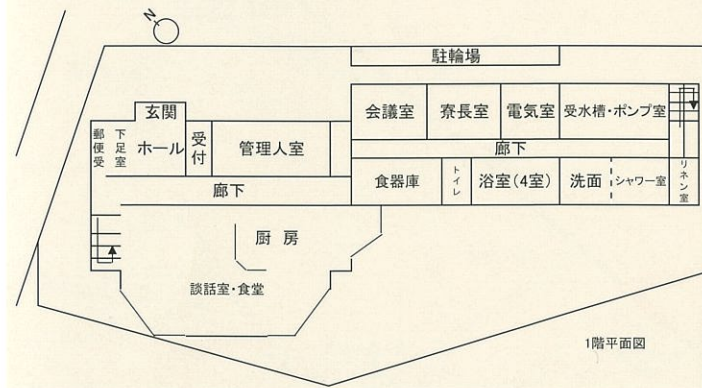 N
駐輪場
会議室
寮長室
電気室
受水槽・ポンプ室
玄関
ホール
受付
管理人室
郵便受
下足室
廊下
廊下
食器庫
トイレ
浴室(4室)
洗面
シャワー室
リネン室
厨房
談話室・食堂
1階平面図